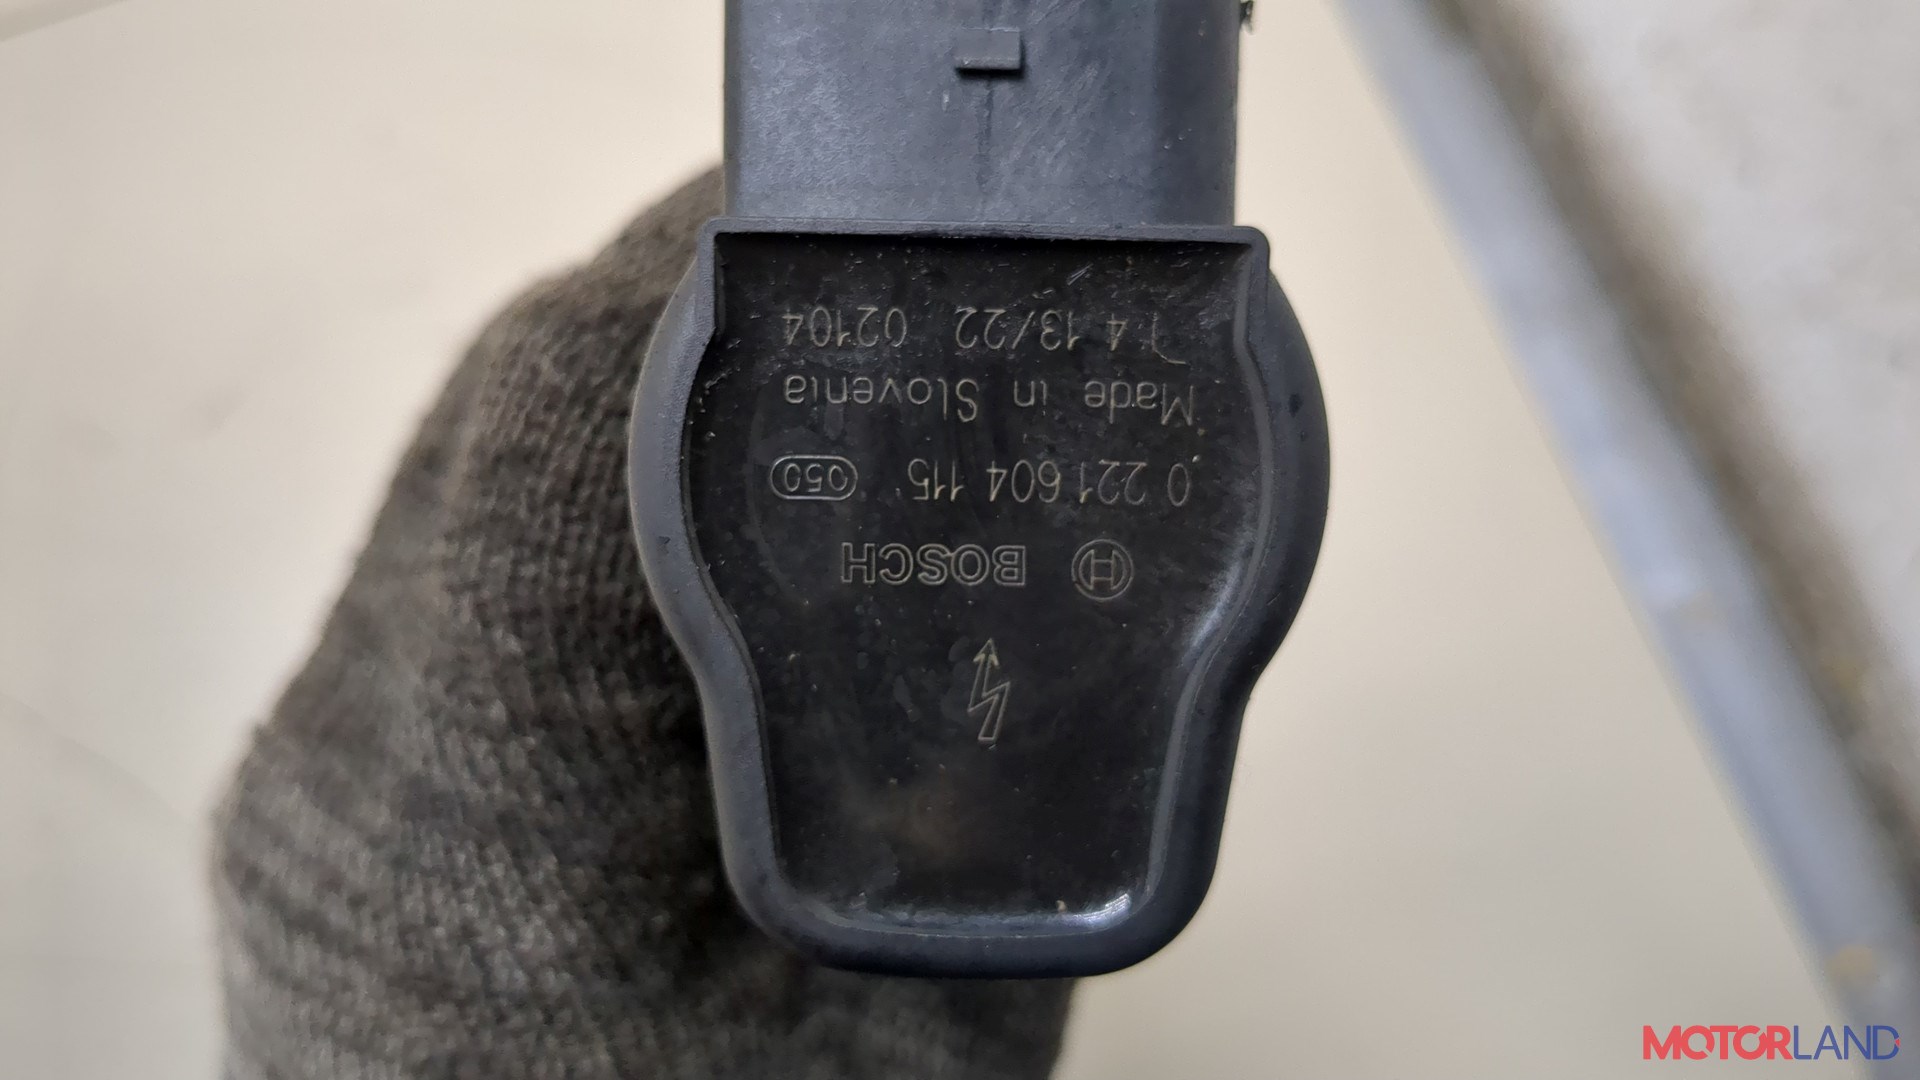 BOSCH
0 221 604 115 050
Made in Slovenia
7 4 13/22 02104
MOTORLAND